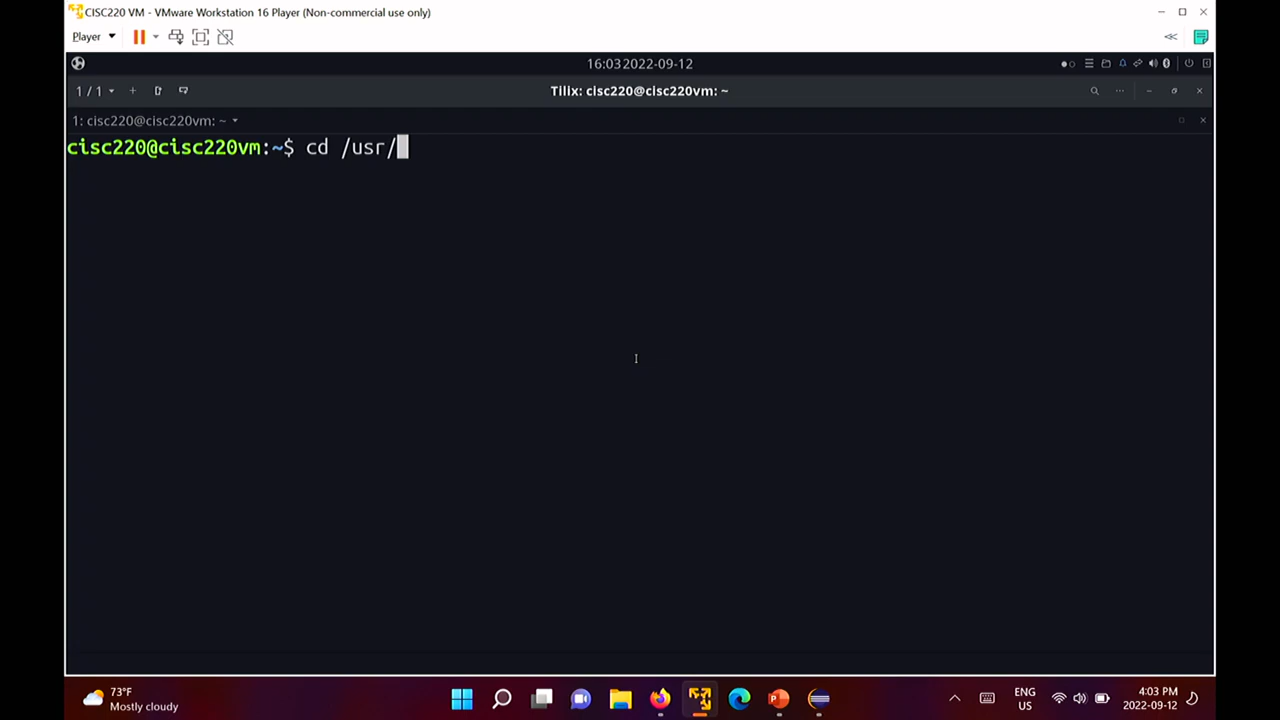 CISC220 VM - VMware Workstation 16 Player (Non-commercial use only)
Player
16:03 2022-09-12
1 / 1
Tilix: cisc220@cisc220vm: ~
1: cisc220@cisc220vm: ~
cisc220@cisc220vm:~$ cd /usr/
73°F
Mostly cloudy
ENG
US
4:03 PM
2022-09-12